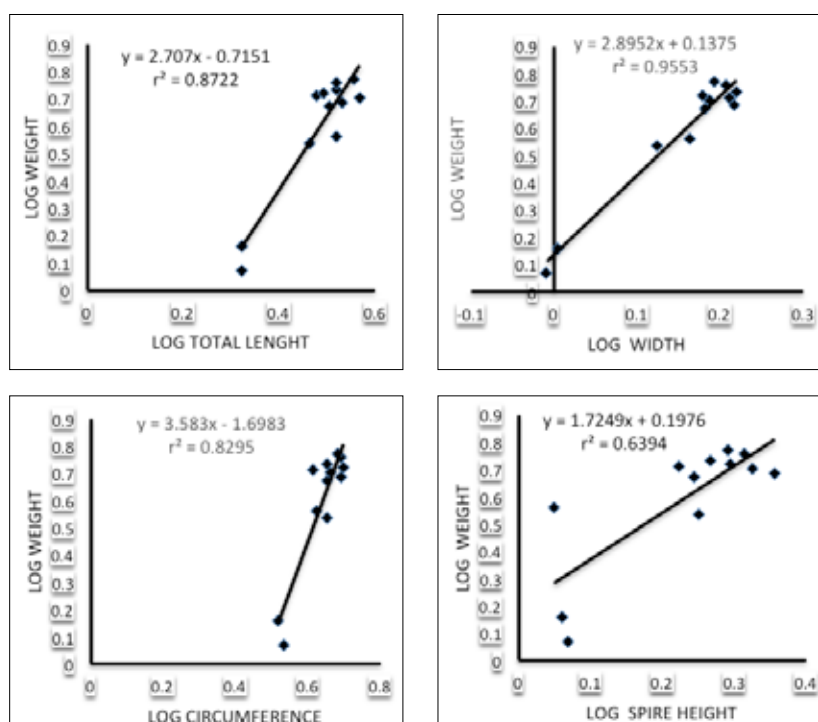 y = 2.707x - 0.7151
r² = 0.8722
LOG WEIGHT
0.9
0.8
0.7
0.6
0.5
0.4
0.3
0.2
0.1
0
0 0.2 0.4 0.6
LOG TOTAL LENGHT
y = 2.8952x + 0.1375
r² = 0.9553
LOG WEIGHT
0.9
0.8
0.7
0.6
0.5
0.4
0.3
0.2
0.1
0
-0.1 0 0.1 0.2 0.3
LOG WIDTH
y = 3.583x - 1.6983
r² = 0.8295
LOG WEIGHT
0.9
0.8
0.7
0.6
0.5
0.4
0.3
0.2
0.1
0
0 0.2 0.4 0.6 0.8
LOG CIRCUMFERENCE
y = 1.7249x + 0.1976
r² = 0.6394
LOG WEIGHT
0.9
0.8
0.7
0.6
0.5
0.4
0.3
0.2
0.1
0
0 0.1 0.2 0.3 0.4
LOG SPIRE HEIGHT